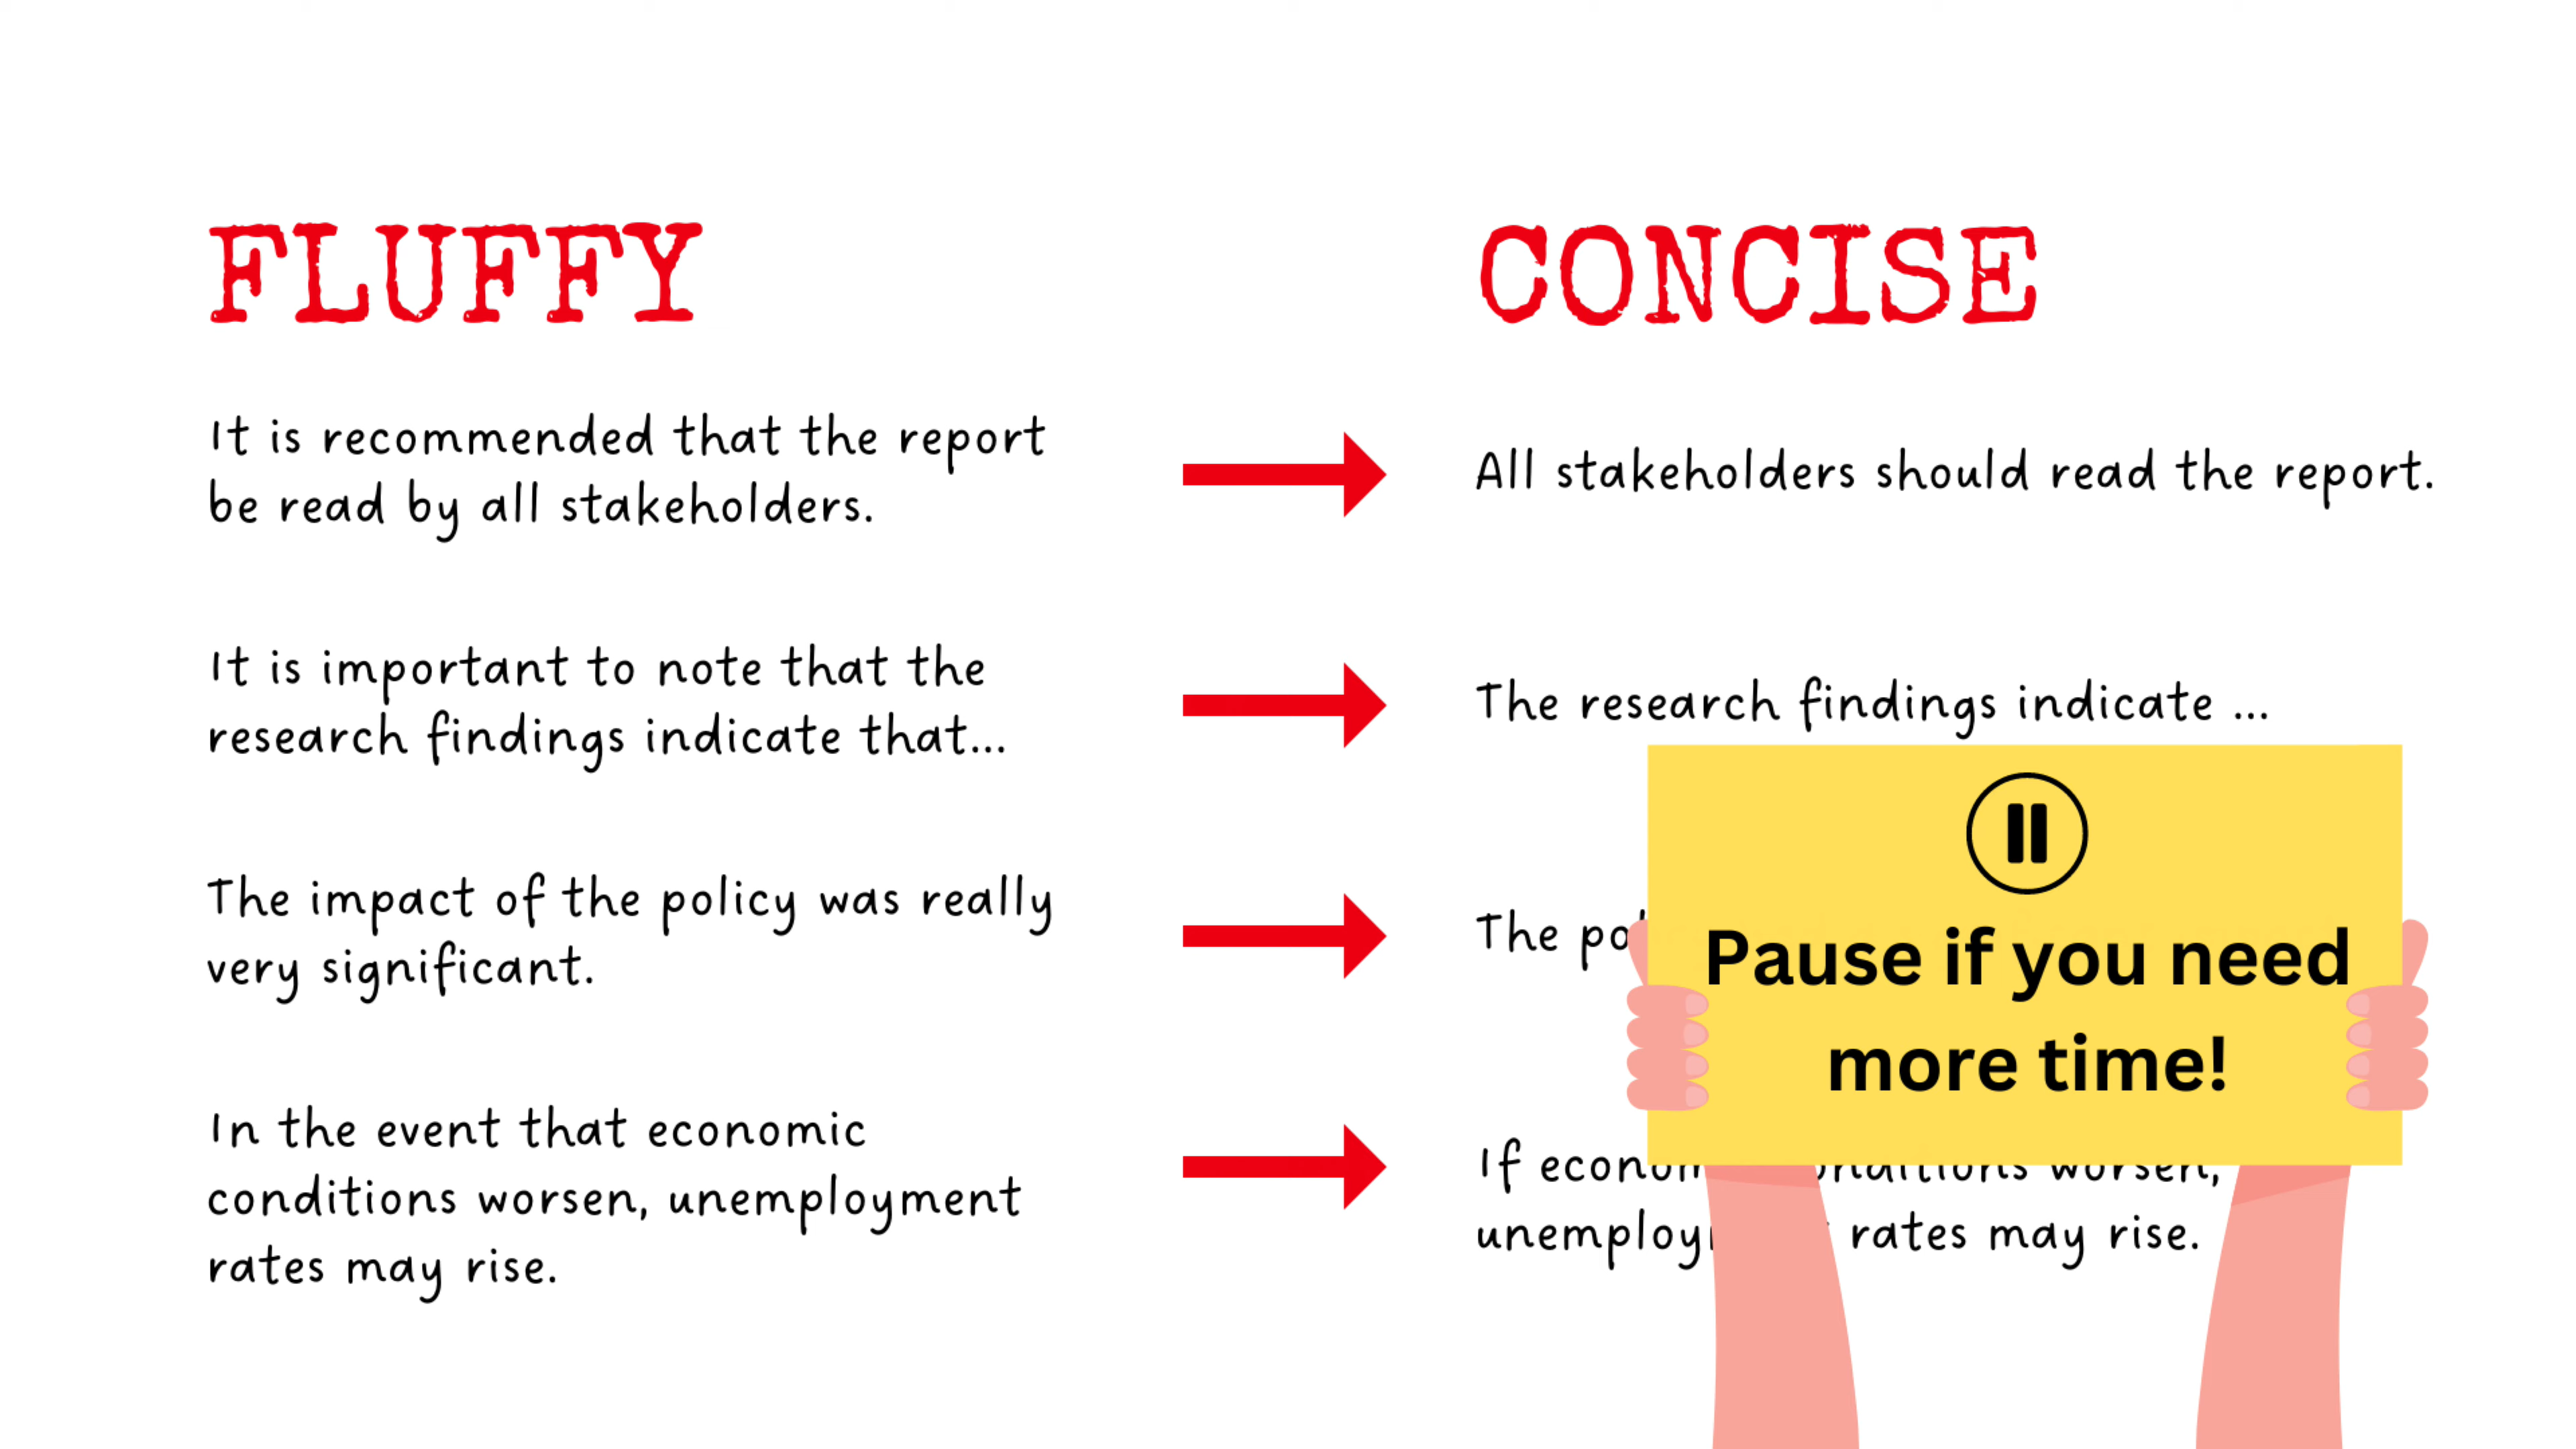 FLUFFY
CONCISE
It is recommended that the report
be read by all stakeholders.
All stakeholders should read the report.
It is important to note that the
research findings indicate that...
The research findings indicate ...
The impact of the policy was really
very significant.
The
Pause if you need
more time!
In the event that economic
conditions worsen, unemployment
rates may rise.
If conditions worsen,
rates may rise.